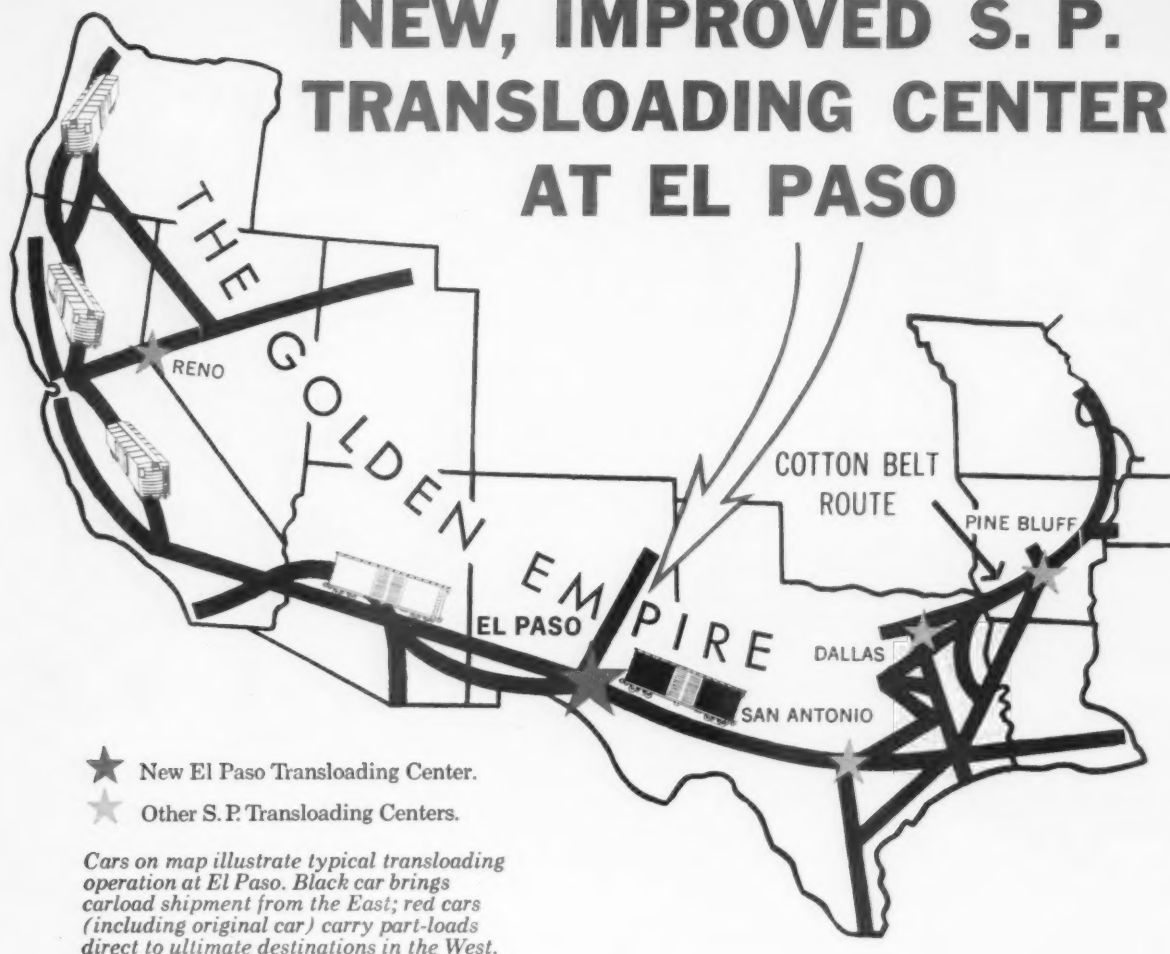 NEW, IMPROVED S. P.
TRANSLOADING CENTER
AT EL PASO
THE GOLDEN EMPIRE
RENO
COTTON BELT
ROUTE
PINE BLUFF
EL PASO
DALLAS
SAN ANTONIO
New El Paso Transloading Center.
Other S. P. Transloading Centers.
Cars on map illustrate typical transloading
operation at El Paso. Black car brings
carload shipment from the East; red cars
(including original car) carry part-loads
direct to ultimate destinations in the West.